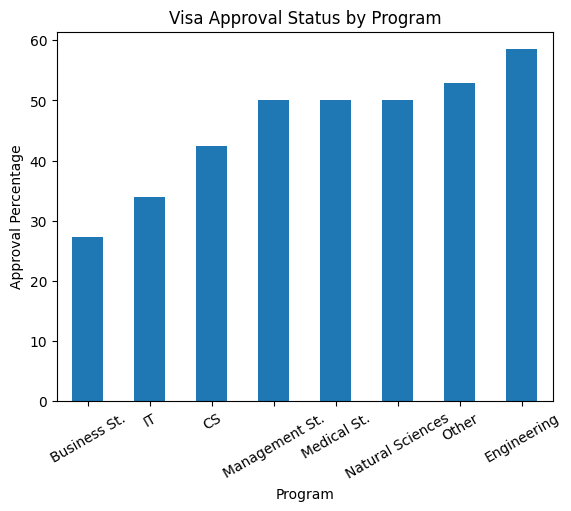 Visa Approval Status by Program
Approval Percentage
60
50
40
30
20
10
0
Business St.
IT
CS
Management St.
Medical St.
Natural Sciences
Other
Engineering
Program